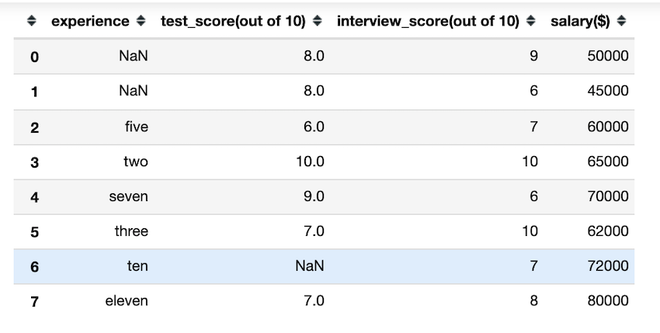 experience test_score(out of 10) interview_score(out of 10) salary($)
0 NaN 8.0 9 50000
1 NaN 8.0 6 45000
2 five 6.0 7 60000
3 two 10.0 10 65000
4 seven 9.0 6 70000
5 three 7.0 10 62000
6 ten NaN 7 72000
7 eleven 7.0 8 80000